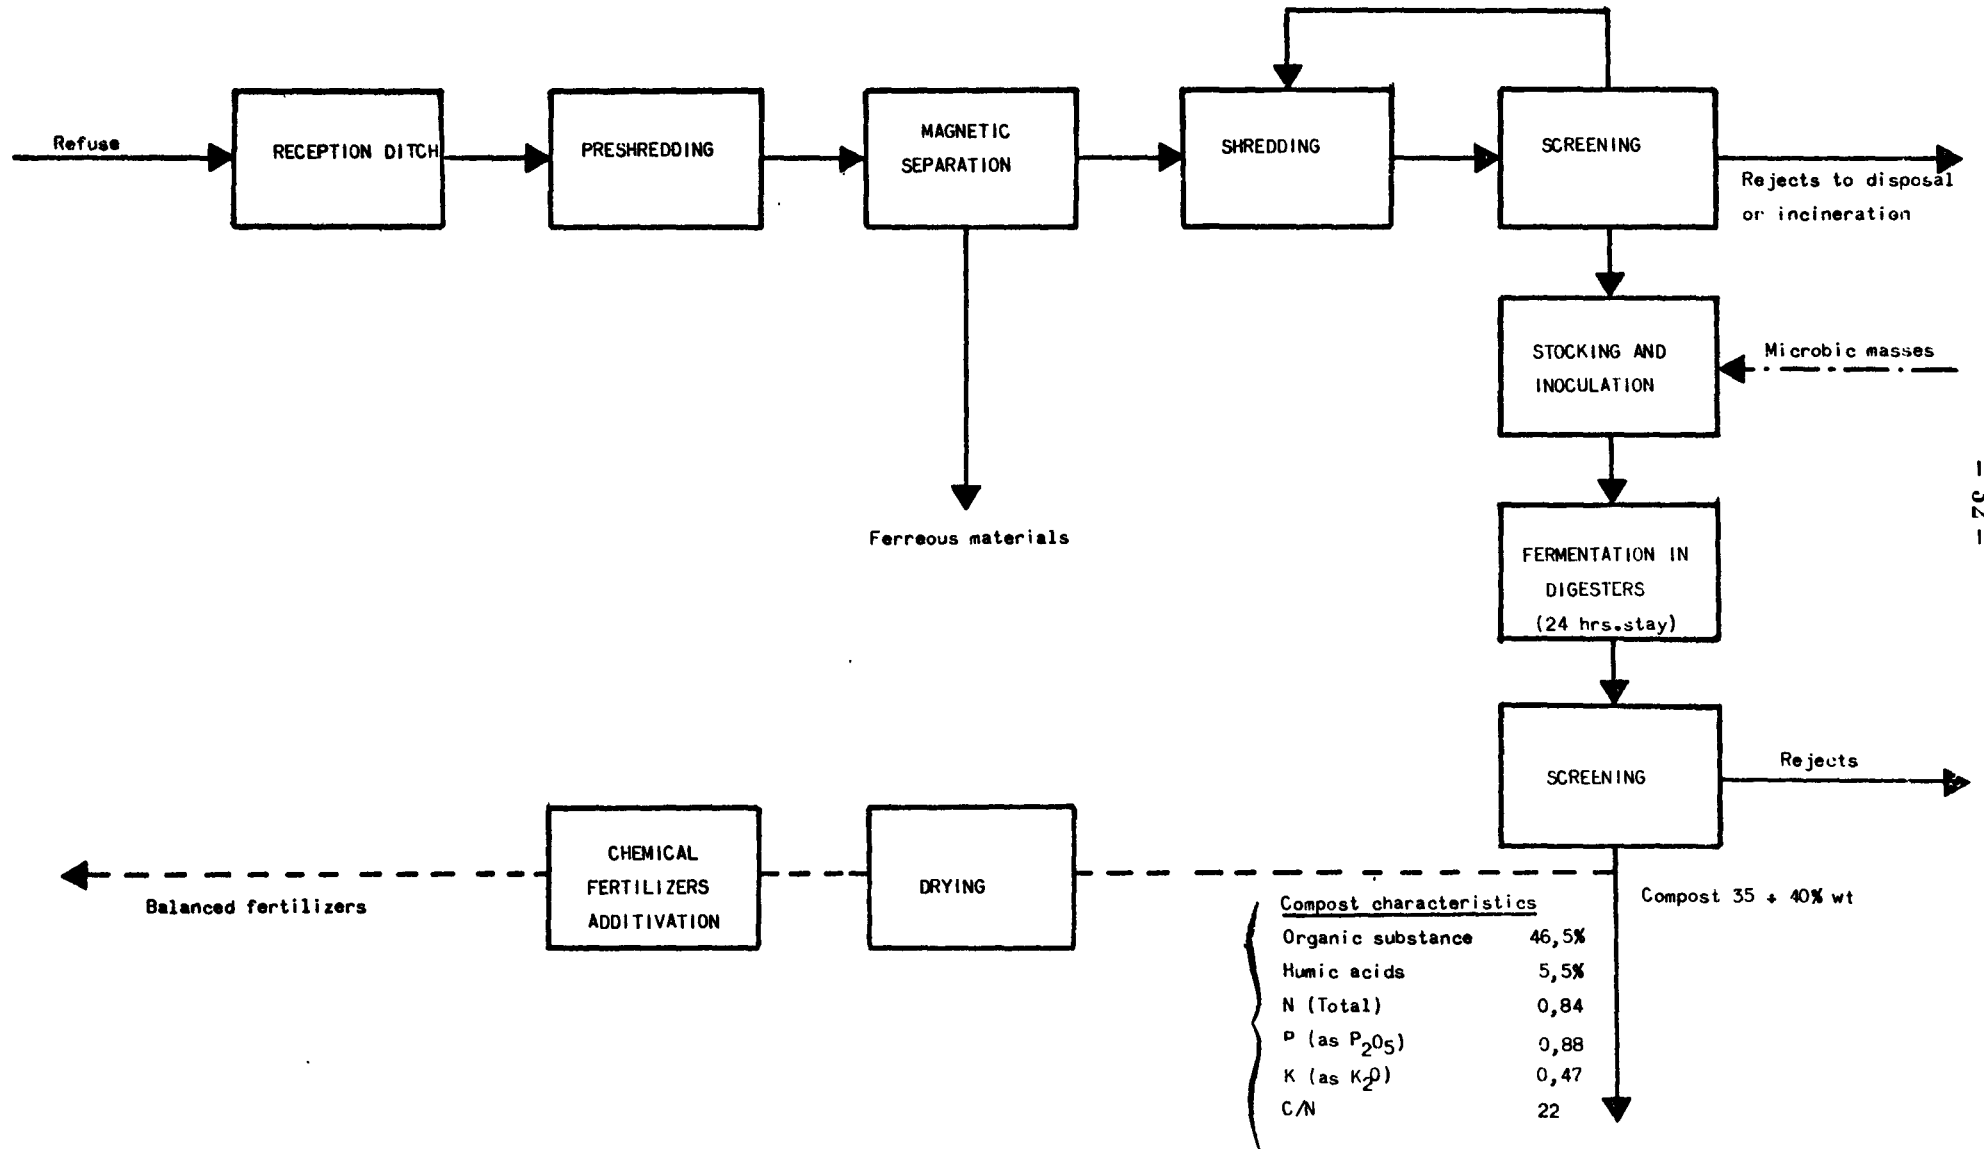 Refuse
RECEPTION DITCH
PRESHREDDING
MAGNETIC
SEPARATION
SHREDDING
SCREENING
Rejects to disposal
or incineration
Ferreous materials
STOCKING AND
INOCULATION
Microbic masses
FERMENTATION IN
DIGESTERS
(24 hrs.stay)
SCREENING
Rejects
Compost 35 + 40% wt
DRYING
CHEMICAL
FERTILIZERS
ADDITIVATION
Balanced fertilizers
Compost characteristics
Organic substance 46,5%
Humic acids 5,5%
N (Total) 0,84
P (as P2O5) 0,88
K (as K2O) 0,47
C/N 22
- 32 -